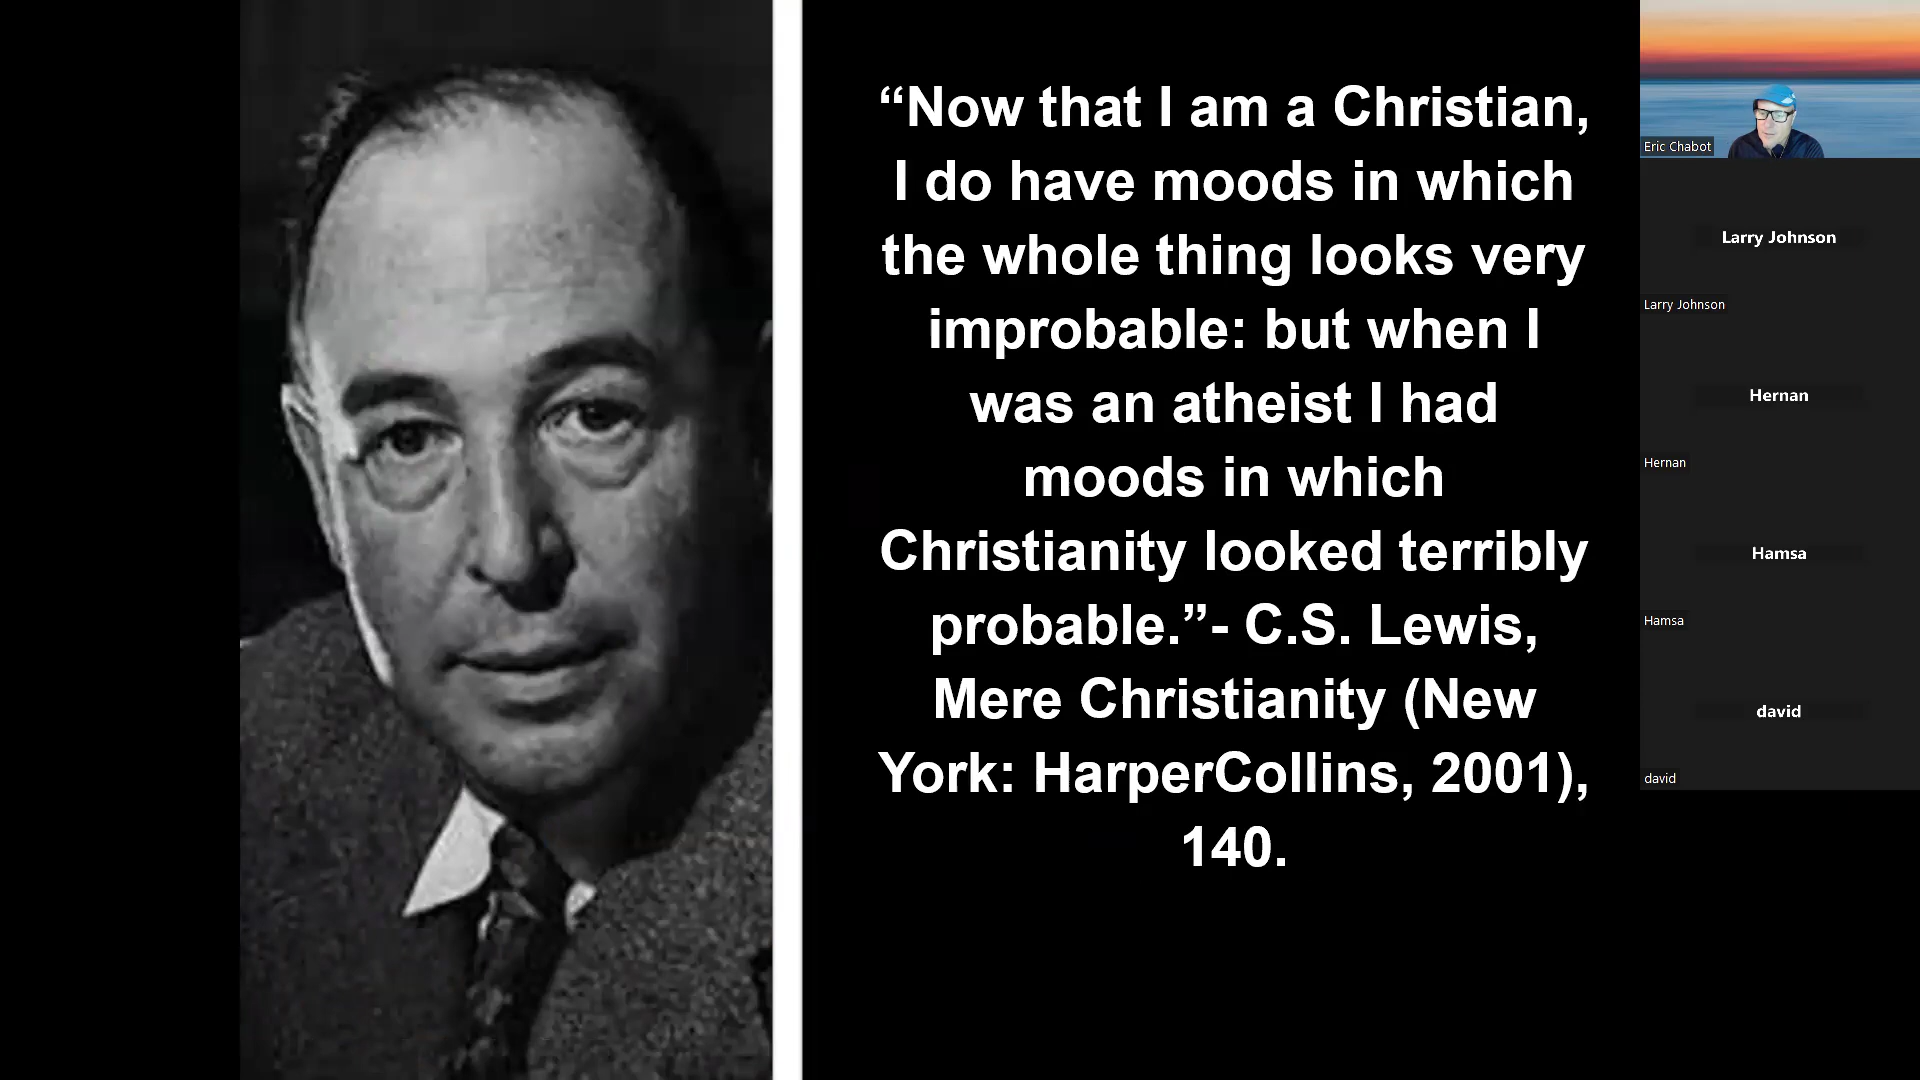 “Now that I am a Christian,
I do have moods in which
the whole thing looks very
improbable: but when I
was an atheist I had
moods in which
Christianity looked terribly
probable.”- C.S. Lewis,
Mere Christianity (New
York: HarperCollins, 2001),
140.
Eric Chabot
Larry Johnson
Larry Johnson
Hernan
Hernan
Hamsa
Hamsa
david
david